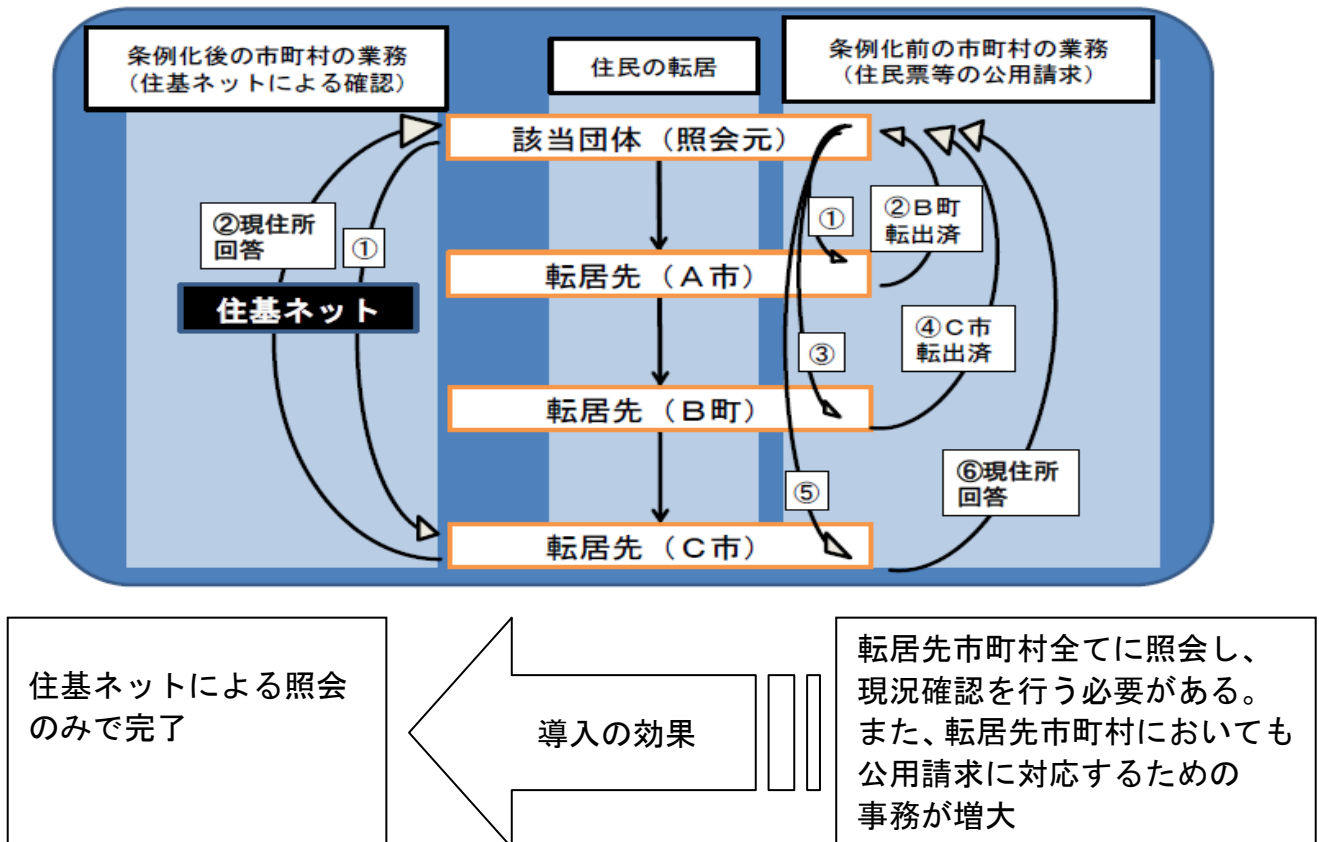 条例化後の市町村の業務
(住基ネットによる確認)
住民の転居
条例化前の市町村の業務
(住民票等の公用請求)
該当団体（照会元）
②現住所
回答
①
住基ネット
①
②Ｂ町
転出済
転居先（Ａ市）
③
④Ｃ市
転出済
転居先（Ｂ町）
⑤
⑥現住所
回答
転居先（Ｃ市）
住基ネットによる照会
のみで完了
導入の効果
転居先市町村全てに照会し、
現況確認を行う必要がある。
また、転居先市町村においても
公用請求に対応するための
事務が増大